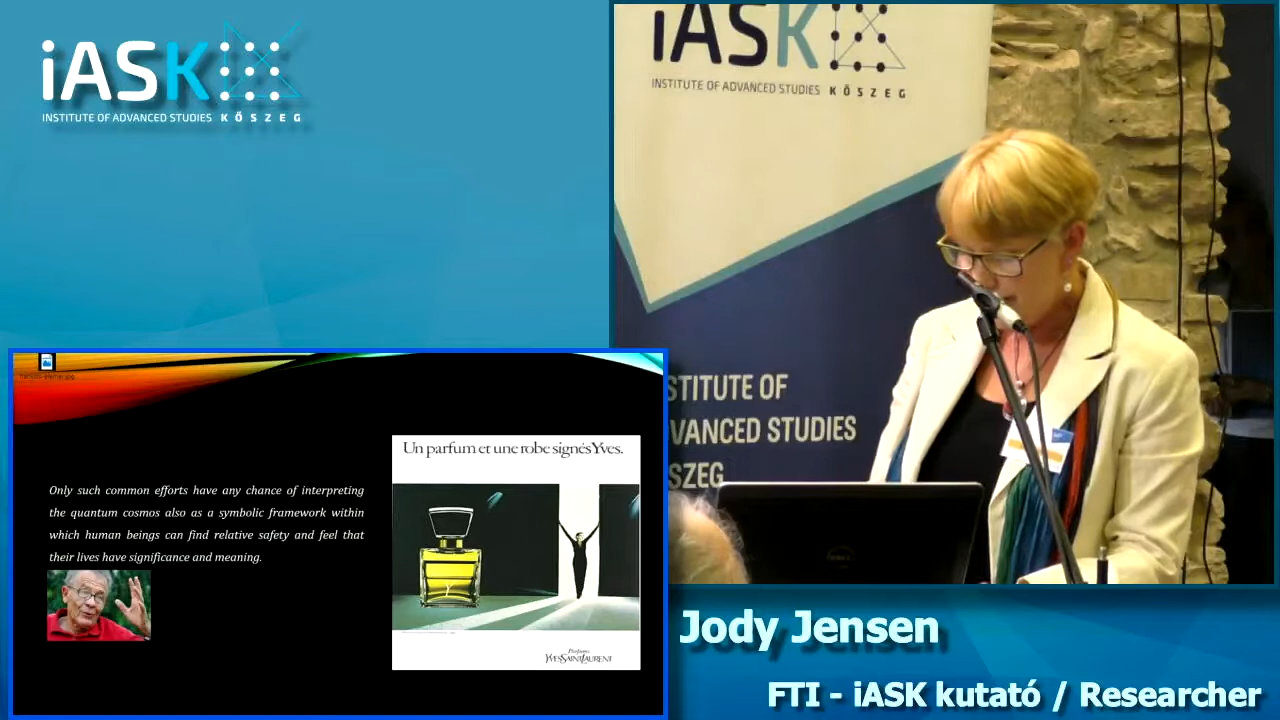 iASK
INSTITUTE OF ADVANCED STUDIES KŐSZEG
iASK
INSTITUTE OF ADVANCED STUDIES KŐSZEG
STITUTE OF
VANCED STUDIES
SZEG
Un parfum et une robe signés Yves.
Only such common efforts have any chance of interpreting
the quantum cosmos also as a symbolic framework within
which human beings can find relative safety and feel that
their lives have significance and meaning.
Parfums
YVES SAINT LAURENT
Jody Jensen
FTI - iASK kutató / Researcher